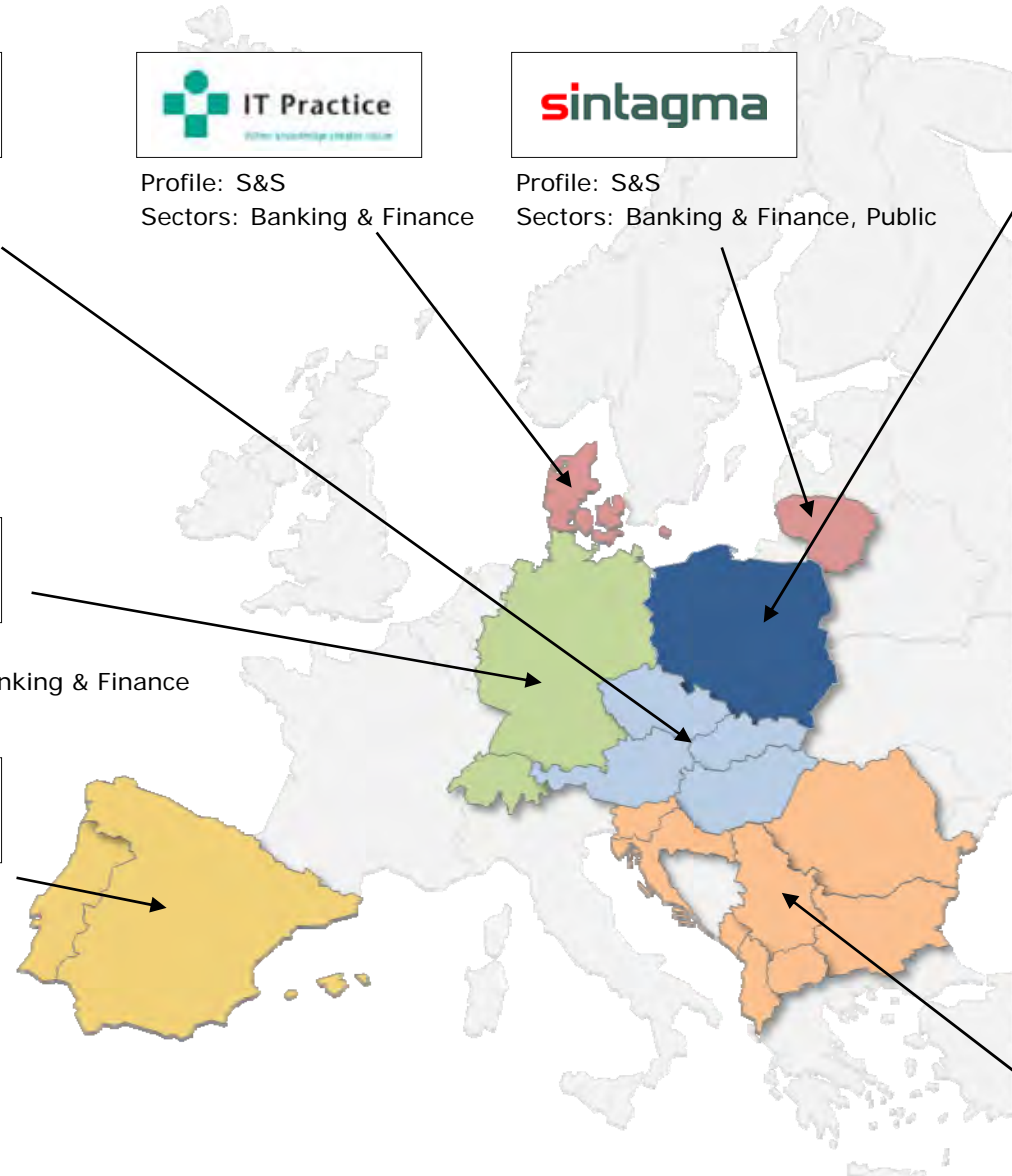 IT Practice
sintagma
Profile: S&S
Sectors: Banking & Finance
Profile: S&S
Sectors: Banking & Finance, Public
nking & Finance